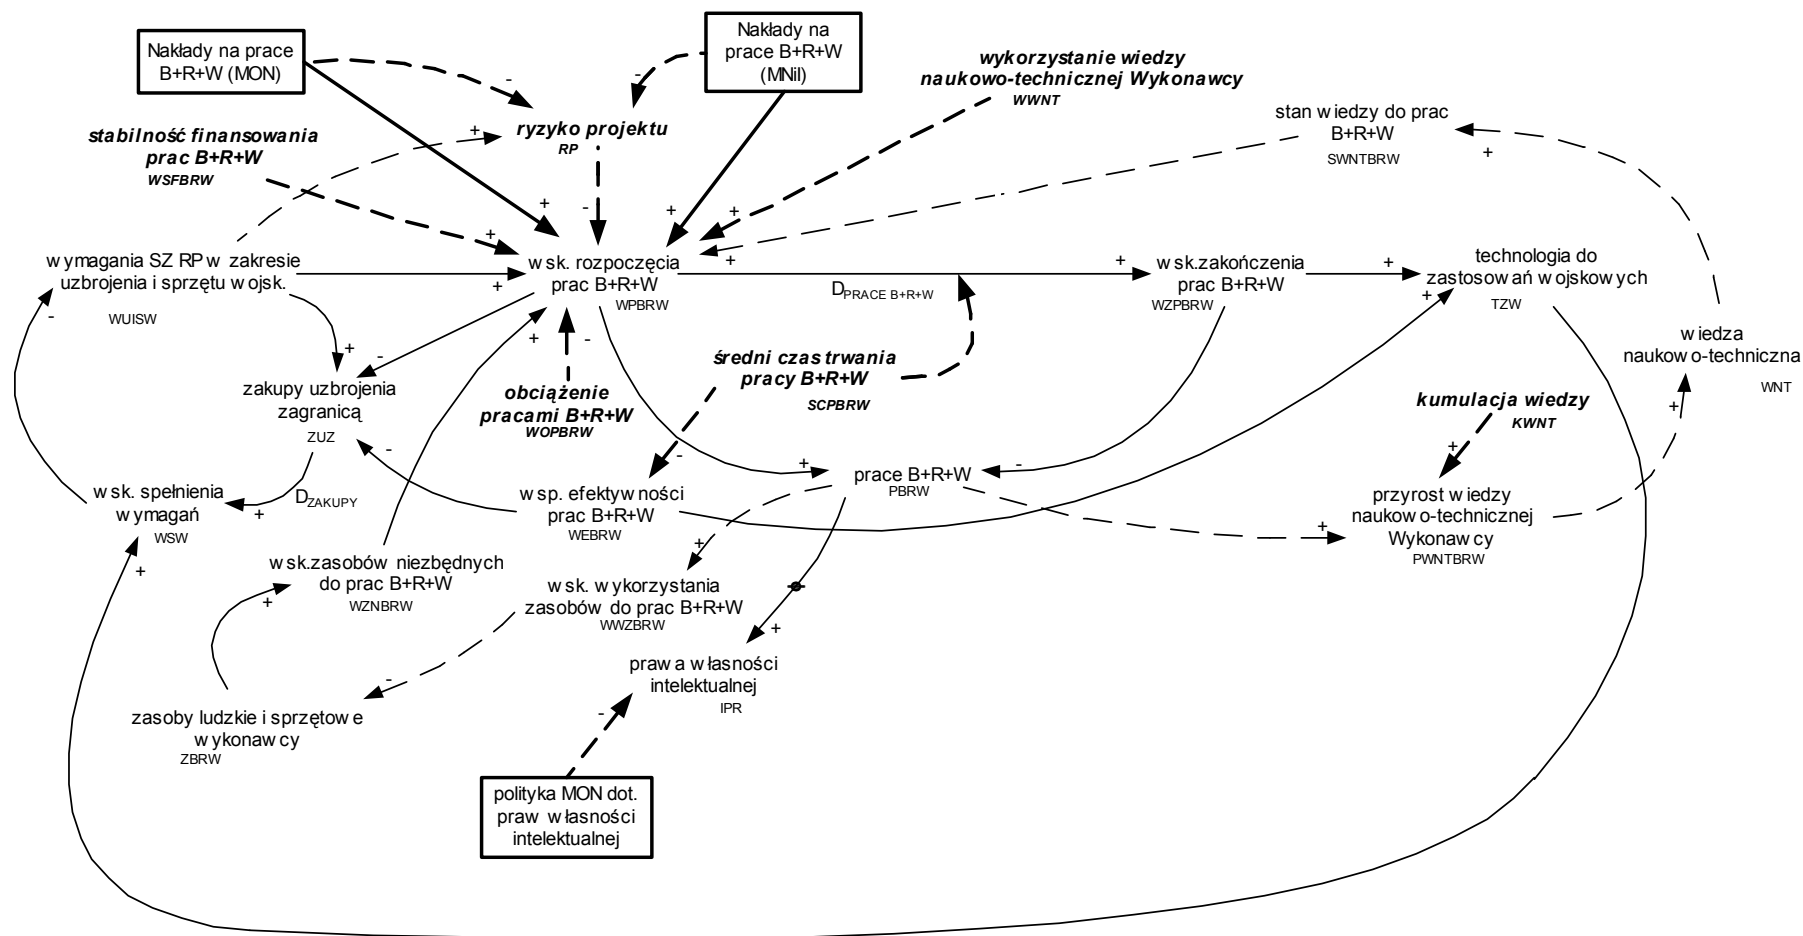 Nakłady na prace
B+R+W (MON)
Nakłady na
prace B+R+W
(MNiI)
wykorzystanie wiedzy
naukowo-technicznej Wykonawcy
WWNT
stan wiedzy do prac
B+R+W
SWNTBRW
stabilność finansowania
prac B+R+W
WSFBRW
ryzyko projektu
RP
wymagania SZ RP w zakresie
uzbrojenia i sprzętu wojsk.
WUISW
wsk. rozpoczęcia
prac B+R+W
WPBRW
D PRACE B+R+W
wsk.zakończenia
prac B+R+W
WZPBRW
technologia do
zastosowań wojskowych
TZW
wiedza
naukowo-techniczna
WNT
zakupy uzbrojenia
zagranicą
ZUZ
obciążenie
pracami B+R+W
WOPBRW
średni czas trwania
pracy B+R+W
SCPBRW
kumulacja wiedzy
KWNT
wsk. spełnienia
wymagań
WSW
D ZAKUPY
wsp. efektywności
prac B+R+W
WEBRW
prace B+R+W
PBRW
przyrost wiedzy
naukowo-technicznej
Wykonawcy
PWNTBRW
wsk.zasobów niezbędnych
do prac B+R+W
WZNBRW
wsk. wykorzystania
zasobów do prac B+R+W
WWZBRW
prawa własności
intelektualnej
IPR
zasoby ludzkie i sprzętowe
wykonawcy
ZBRW
polityka MON dot.
praw własności
intelektualnej